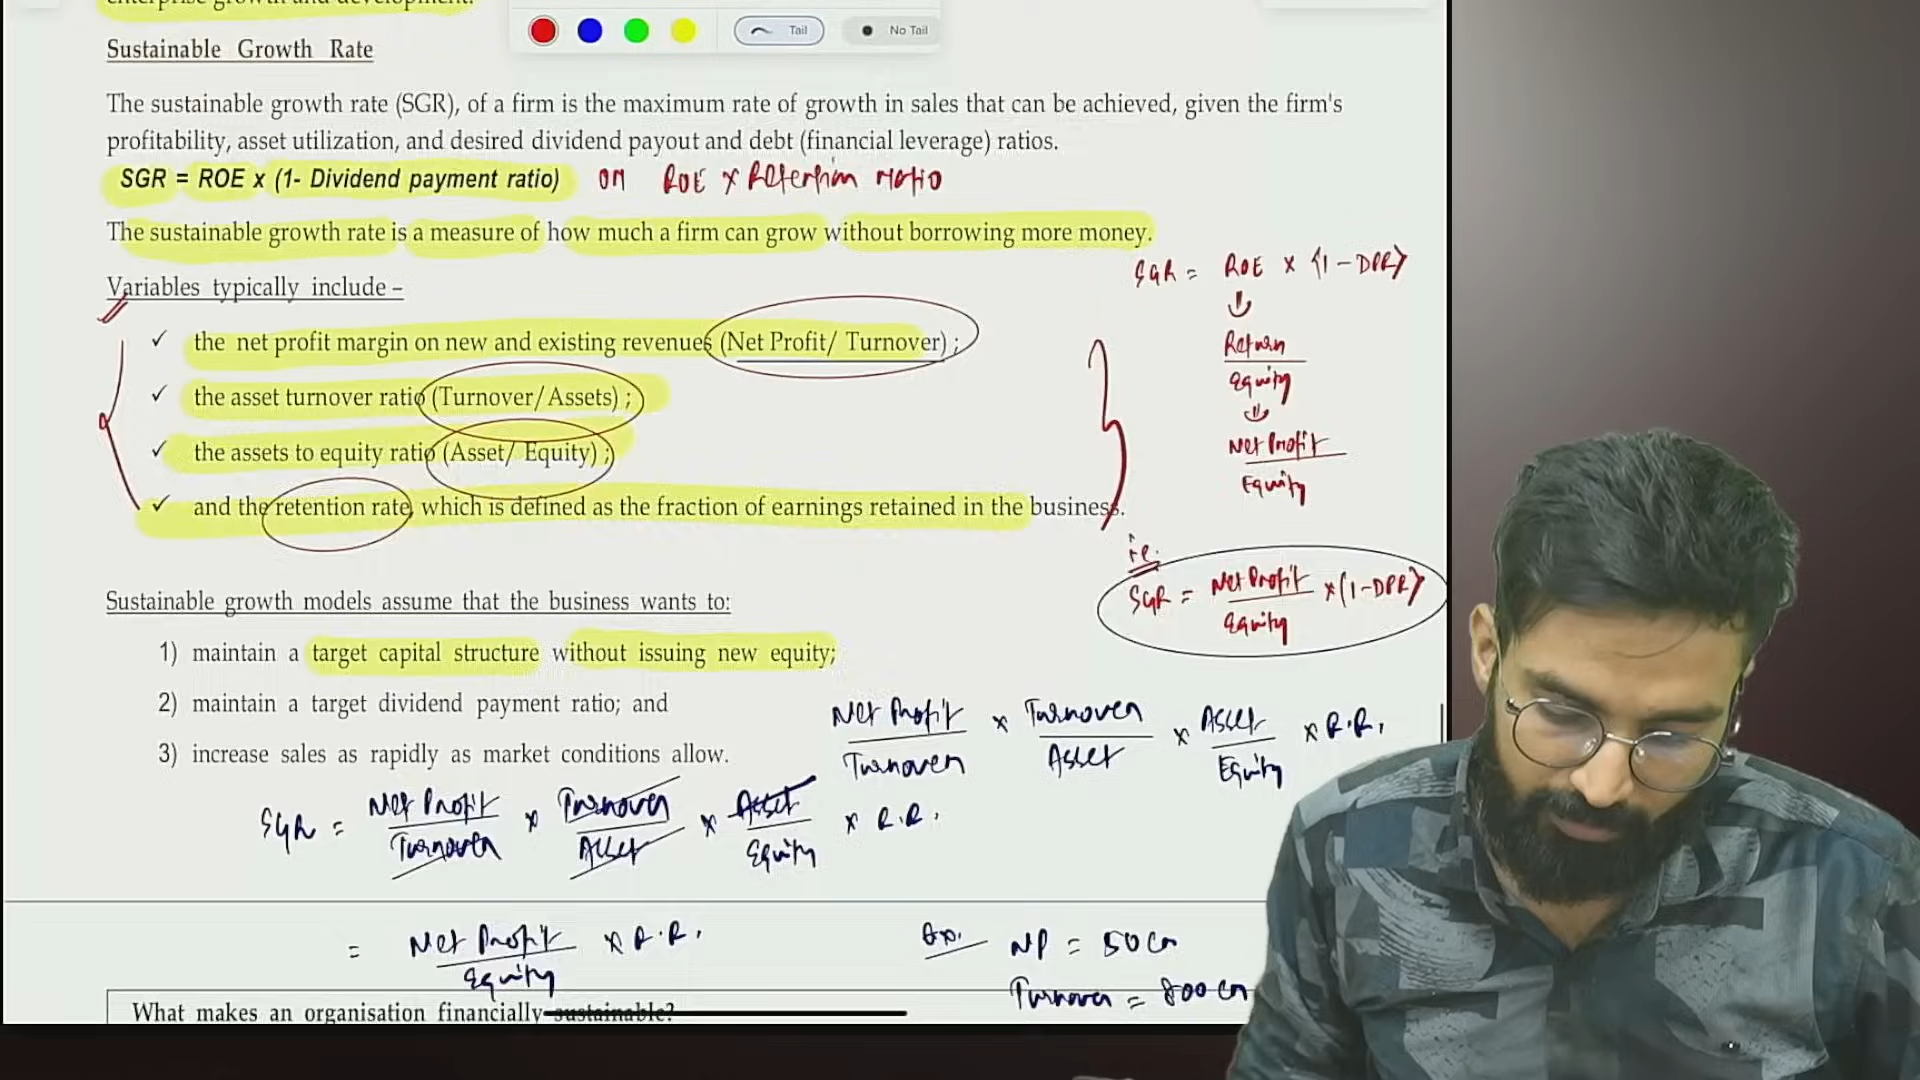 enterprise growth and development.
Tail
No Tail
Sustainable Growth Rate
The sustainable growth rate (SGR), of a firm is the maximum rate of growth in sales that can be achieved, given the firm's
profitability, asset utilization, and desired dividend payout and debt (financial leverage) ratios.
SGR = ROE x (1- Dividend payment ratio) or ROE x Retention ratio
The sustainable growth rate is a measure of how much a firm can grow without borrowing more money.
SGR = ROE x (1-DPR)
Return
Equity
Net Profit
Equity
Variables typically include –
✓ the net profit margin on new and existing revenues (Net Profit/ Turnover) ;
✓ the asset turnover ratio (Turnover/Assets) ;
✓ the assets to equity ratio (Asset/ Equity) ;
✓ and the retention rate, which is defined as the fraction of earnings retained in the business.
i.e.
SGR = Net Profit / Equity x (1-DPR)
Sustainable growth models assume that the business wants to:
1) maintain a target capital structure without issuing new equity;
2) maintain a target dividend payment ratio; and
3) increase sales as rapidly as market conditions allow.
Net Profit / Turnover x Turnover / Asset x Asset / Equity x R.R.
SGR = Net Profit / Turnover x Turnover / Asset x Asset / Equity x R.R.
= Net Profit / Equity x R.R.
Ex. NP = 50 cr
Turnover = 800 cr
What makes an organisation financially sustainable?